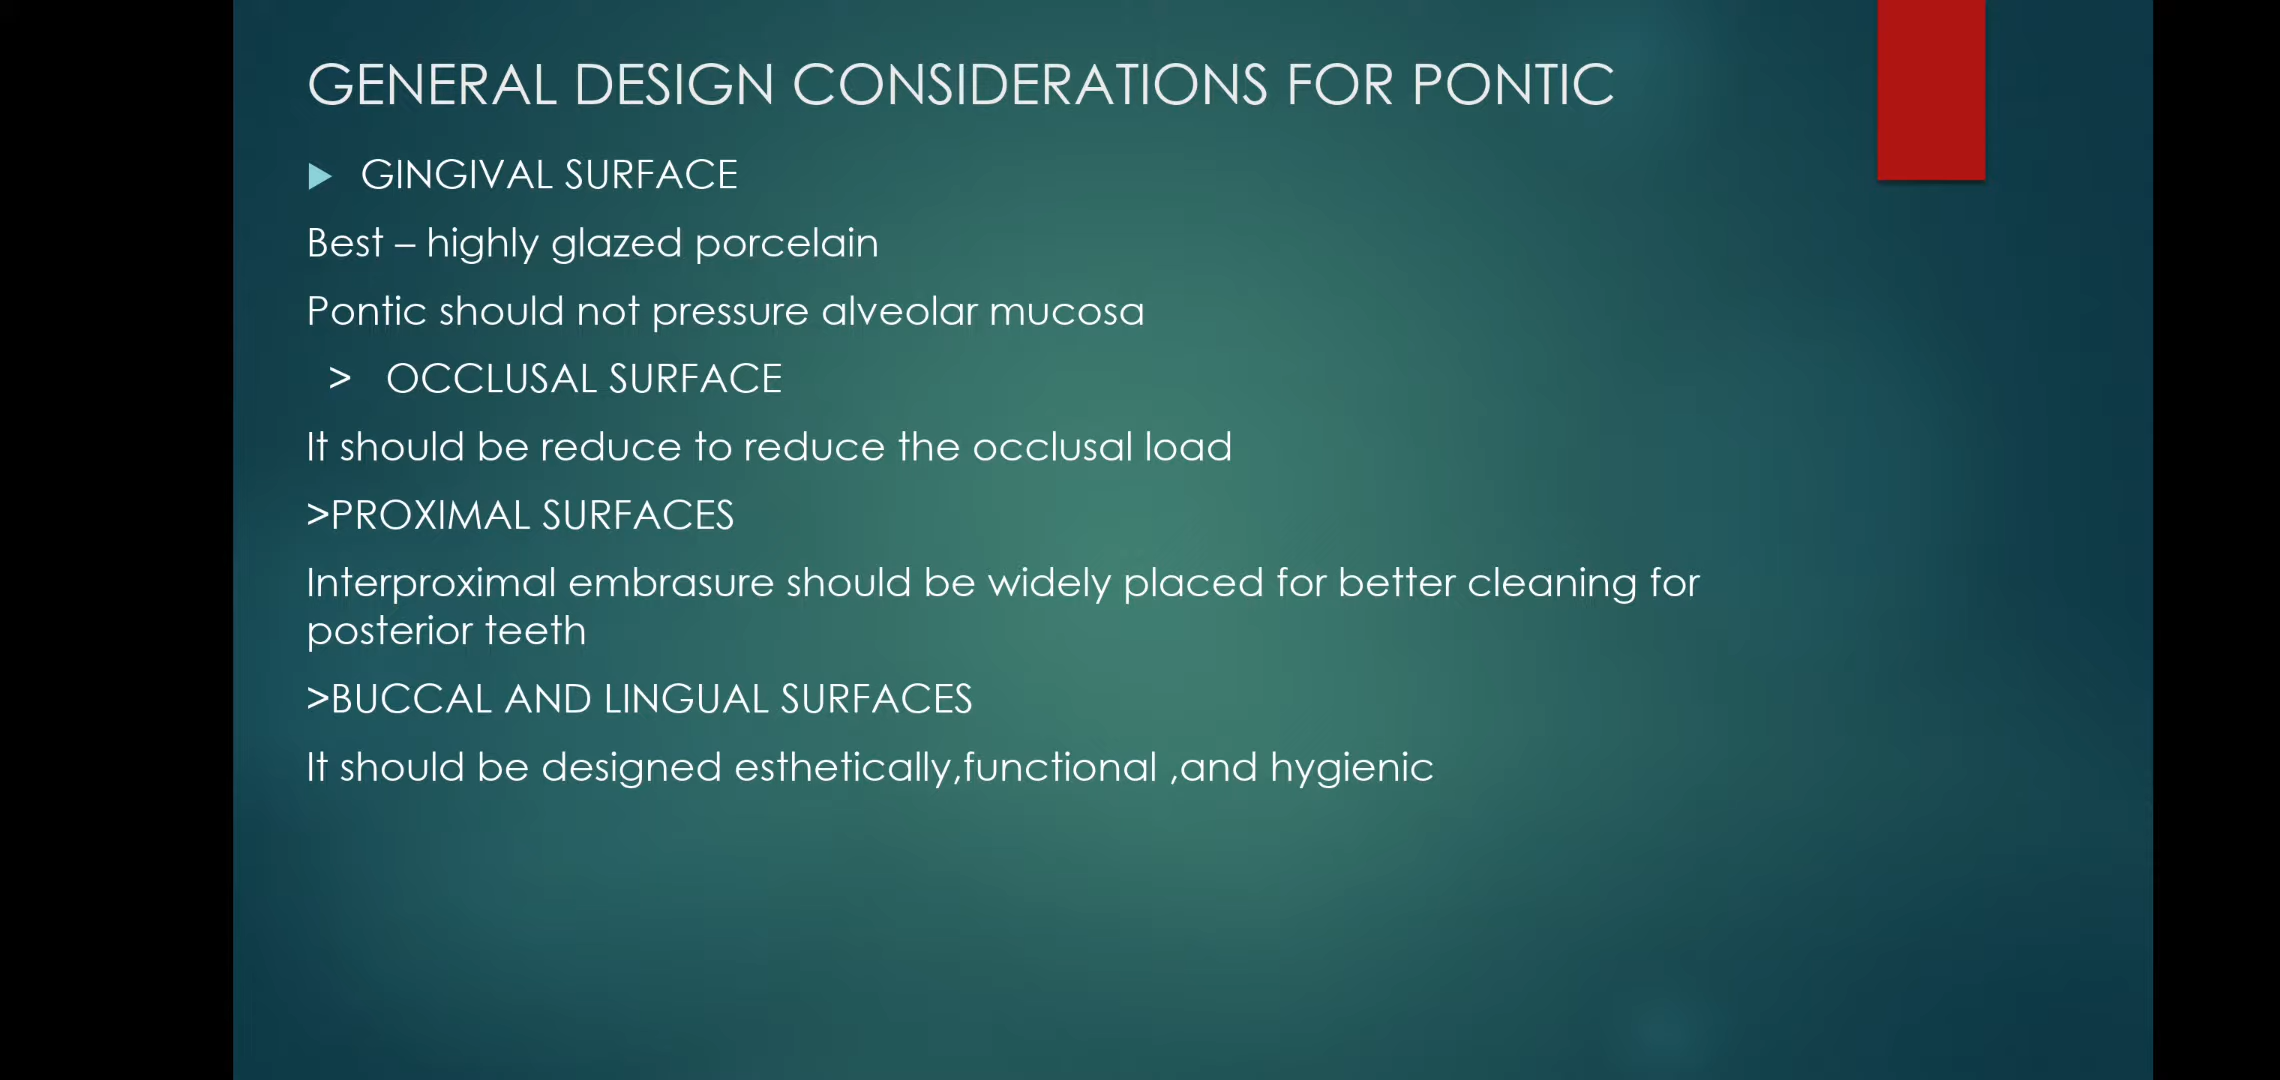 GENERAL DESIGN CONSIDERATIONS FOR PONTIC
GINGIVAL SURFACE
Best – highly glazed porcelain
Pontic should not pressure alveolar mucosa
> OCCLUSAL SURFACE
It should be reduce to reduce the occlusal load
>PROXIMAL SURFACES
Interproximal embrasure should be widely placed for better cleaning for
posterior teeth
>BUCCAL AND LINGUAL SURFACES
It should be designed esthetically,functional ,and hygienic